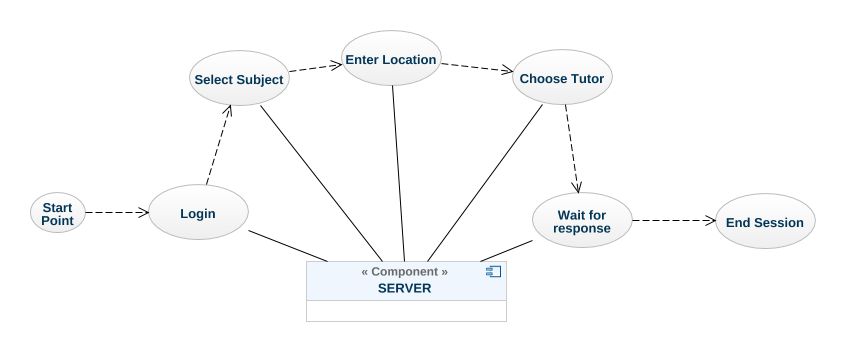 Enter Location
Select Subject
Choose Tutor
Start
Point
Login
Wait for
response
End Session
« Component »
SERVER